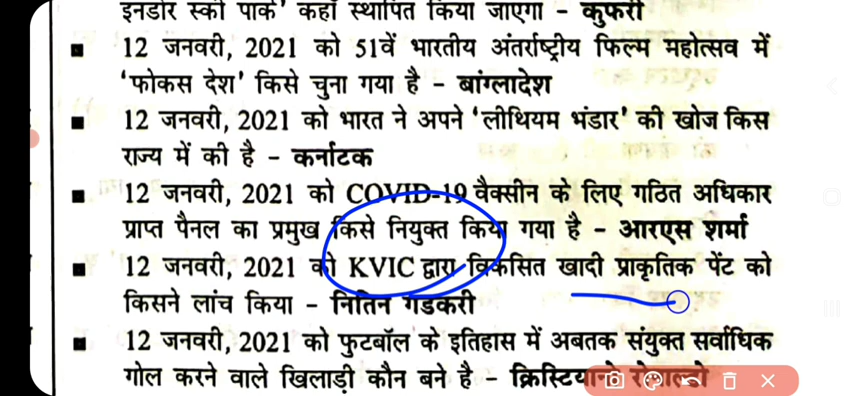 इनडोर स्की पार्क' कहाँ स्थापित किया जाएगा – कुफरी
■ 12 जनवरी, 2021 को 51वें भारतीय अंतर्राष्ट्रीय फिल्म महोत्सव में
'फोकस देश' किसे चुना गया है – बांग्लादेश
■ 12 जनवरी, 2021 को भारत ने अपने 'लीथियम भंडार' की खोज किस
राज्य में की है – कर्नाटक
■ 12 जनवरी, 2021 को COVID-19 वैक्सीन के लिए गठित अधिकार
प्राप्त पैनल का प्रमुख किसे नियुक्त किया गया है – आरएस शर्मा
■ 12 जनवरी, 2021 को KVIC द्वारा विकसित खादी प्राकृतिक पेंट को
किसने लांच किया – नितिन गडकरी
■ 12 जनवरी, 2021 को फुटबॉल के इतिहास में अबतक संयुक्त सर्वाधिक
गोल करने वाले खिलाड़ी कौन बने है – क्रिस्टियानो रोनाल्डो